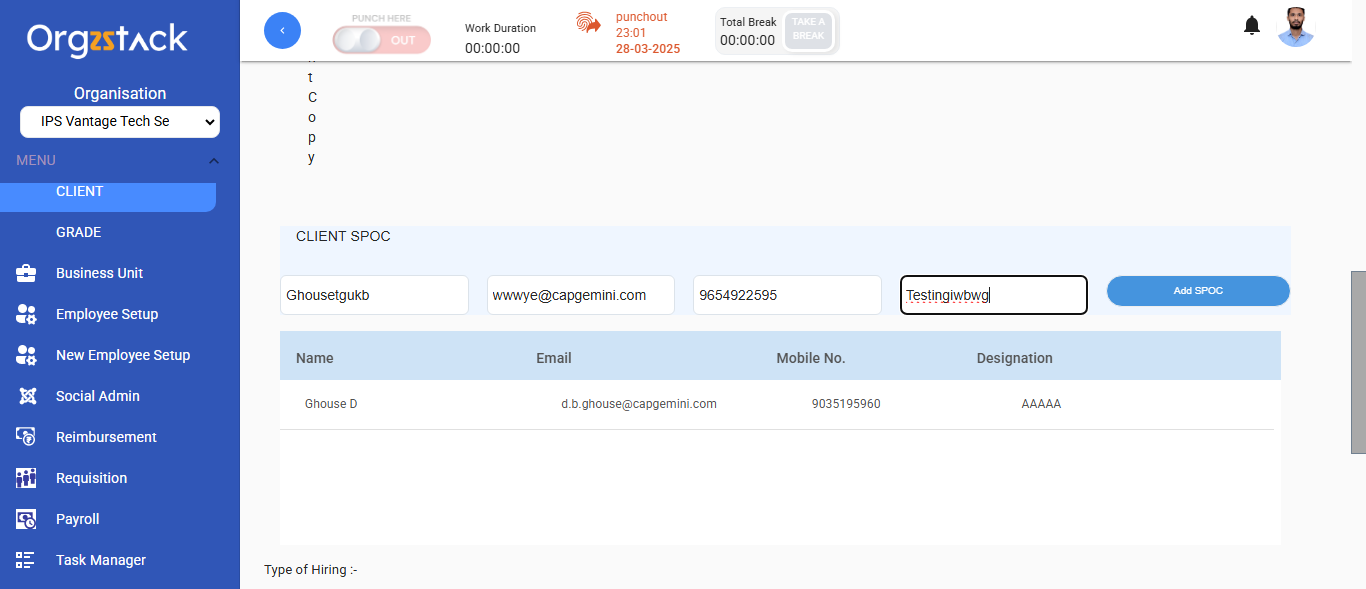 Orgzstack
Organisation
IPS Vantage Tech Se
MENU
CLIENT
GRADE
Business Unit
Employee Setup
New Employee Setup
Social Admin
Reimbursement
Requisition
Payroll
Task Manager
PUNCH HERE
OUT
Work Duration
00:00:00
punchout
23:01
28-03-2025
Total Break
00:00:00
TAKE A
BREAK
t
C
o
p
y
CLIENT SPOC
Ghousetgukb
wwwye@capgemini.com
9654922595
Testingiwbwg
Add SPOC
Name Email Mobile No. Designation
Ghouse D d.b.ghouse@capgemini.com 9035195960 AAAAA
Type of Hiring :-